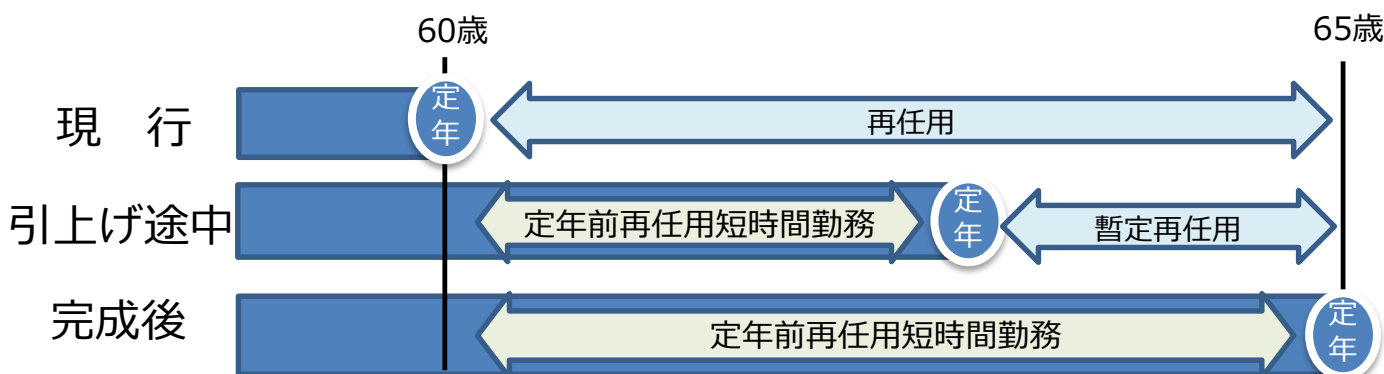 60歳
65歳
現　行
定年
再任用
引上げ途中
定年前再任用短時間勤務
定年
暫定再任用
完成後
定年前再任用短時間勤務
定年